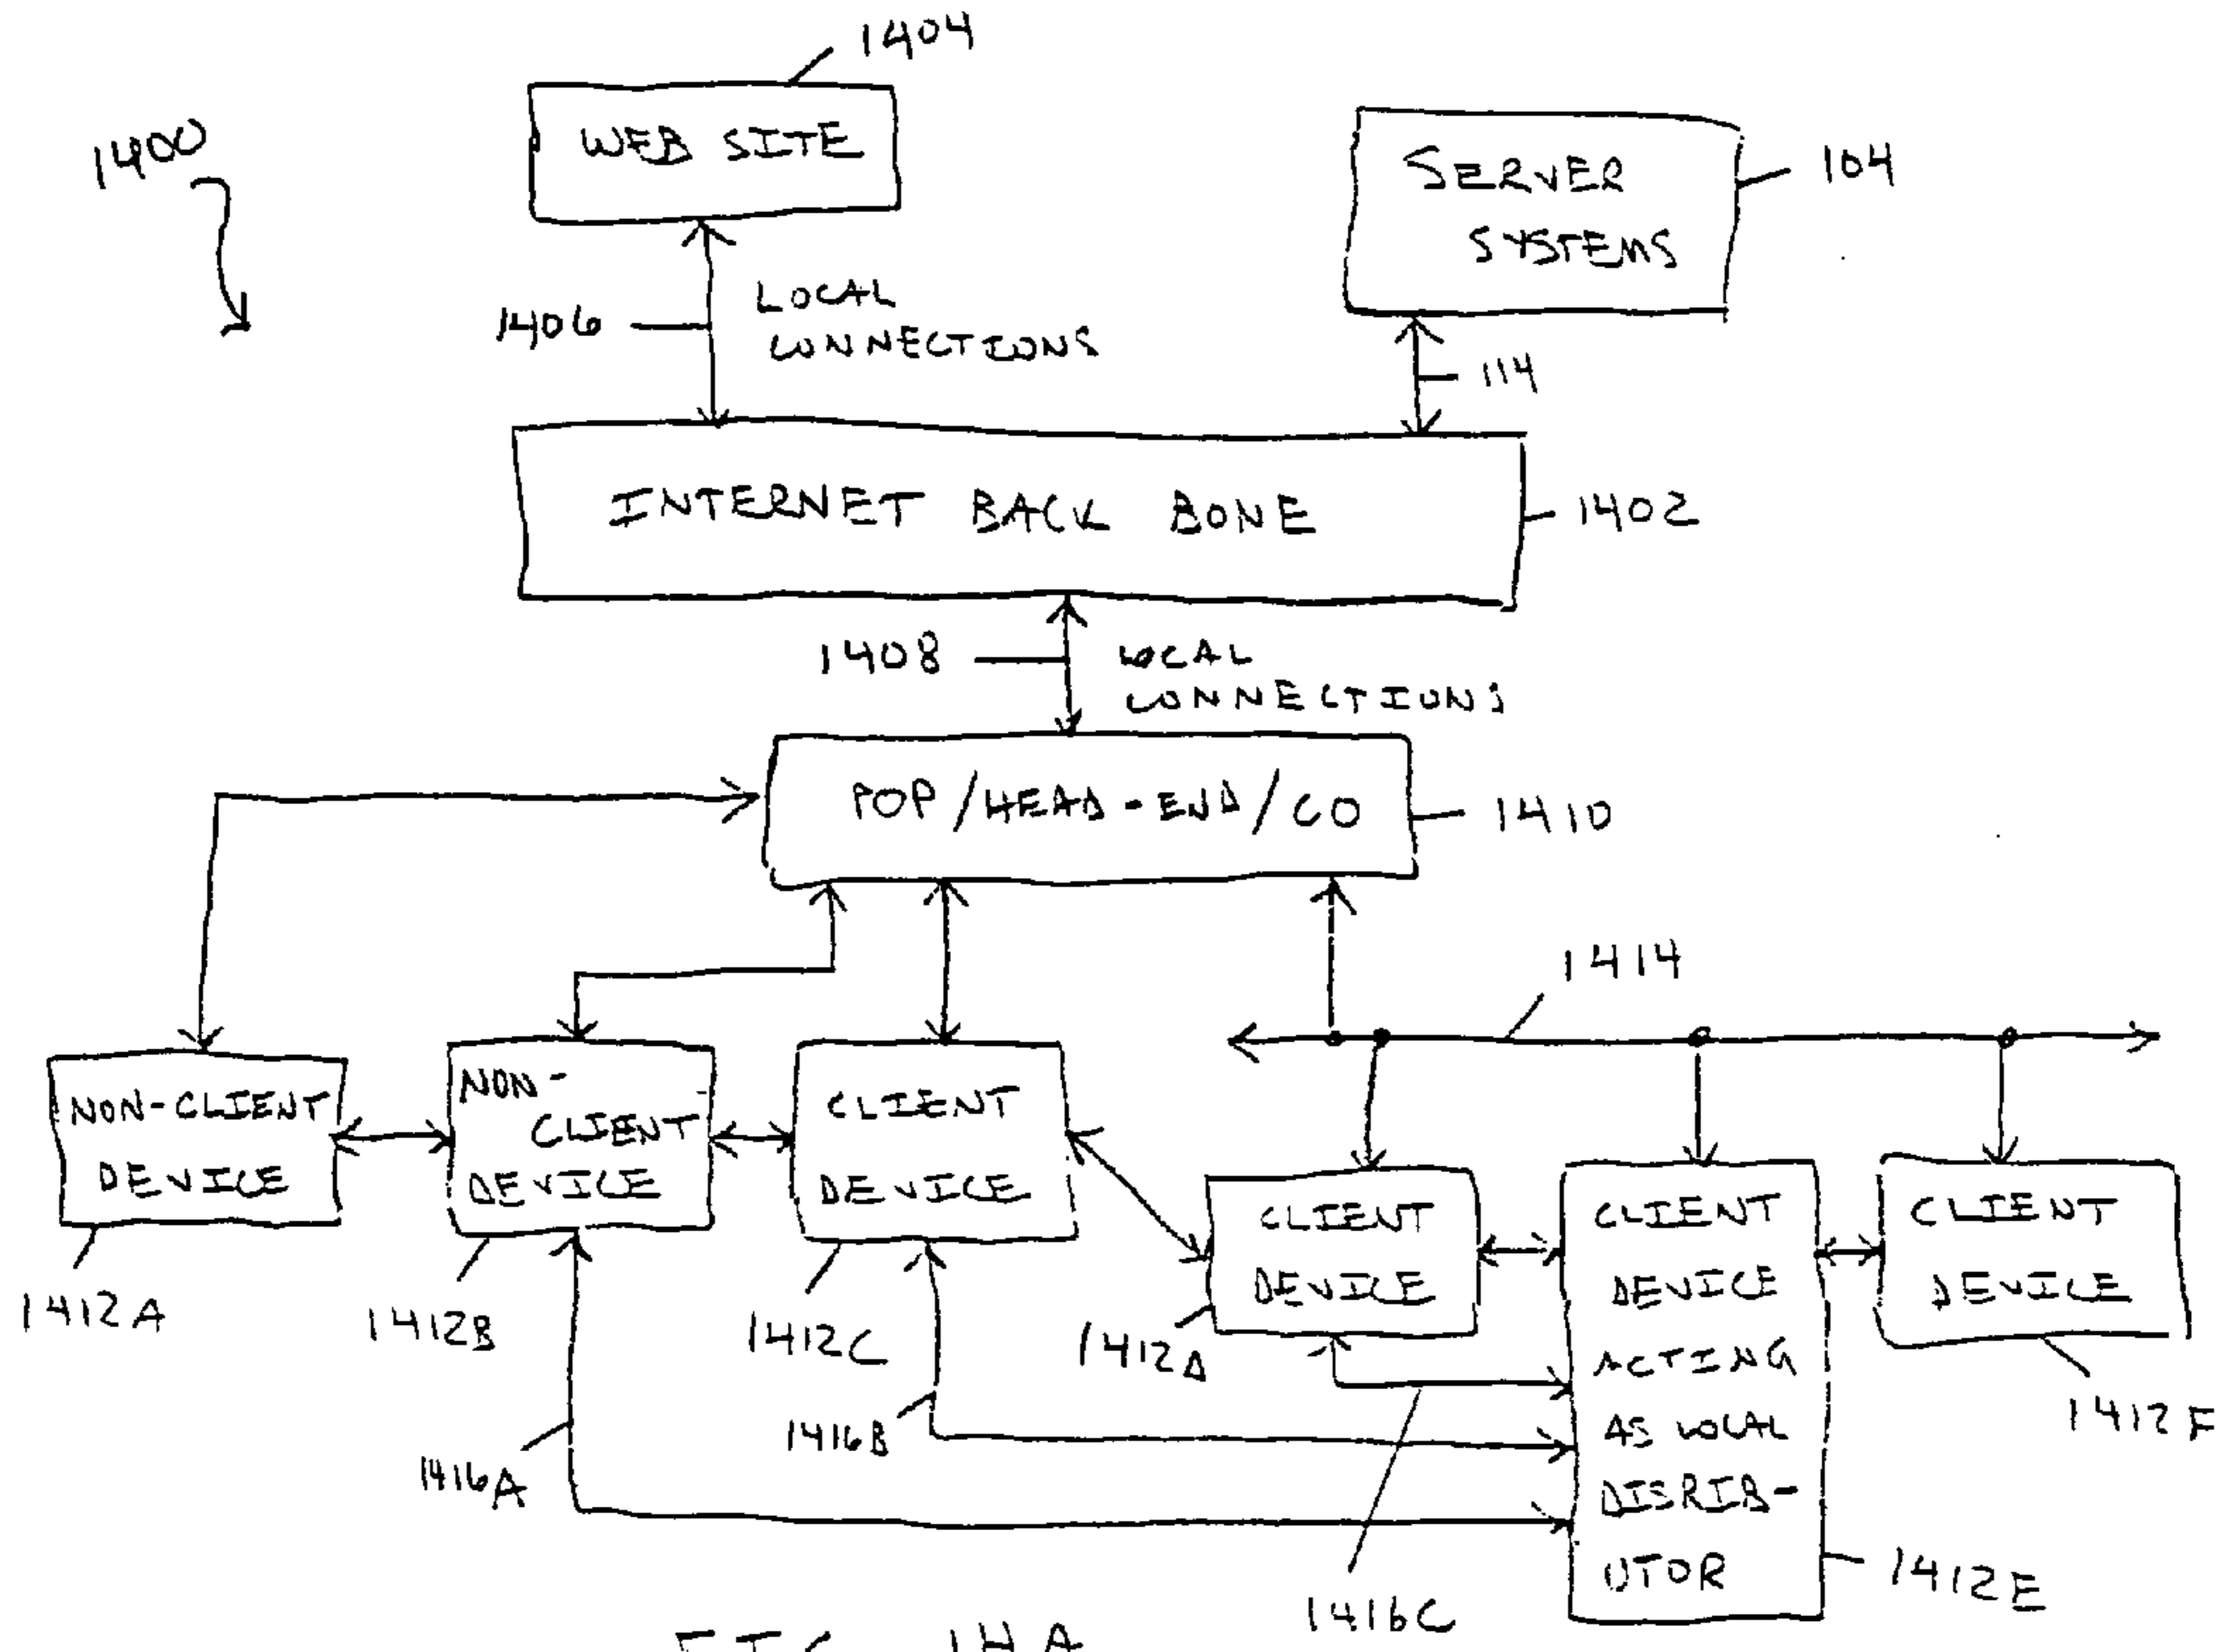 1404
1400
WEB SITE
SERVER
SYSTEMS
104
1406
LOCAL
CONNECTIONS
114
INTERNET BACK BONE
1402
1408
LOCAL
CONNECTIONS
POP/HEAD-END/CO
1410
1414
NON-CLIENT
DEVICE
NON-
CLIENT
DEVICE
CLIENT
DEVICE
CLIENT
DEVICE
CLIENT
DEVICE
ACTING
AS LOCAL
DISRIB-
UTOR
CLIENT
DEVICE
1412A
1412B
1412C
1412D
1412F
1416A
1416B
1416C
1412E
FIG. 14A